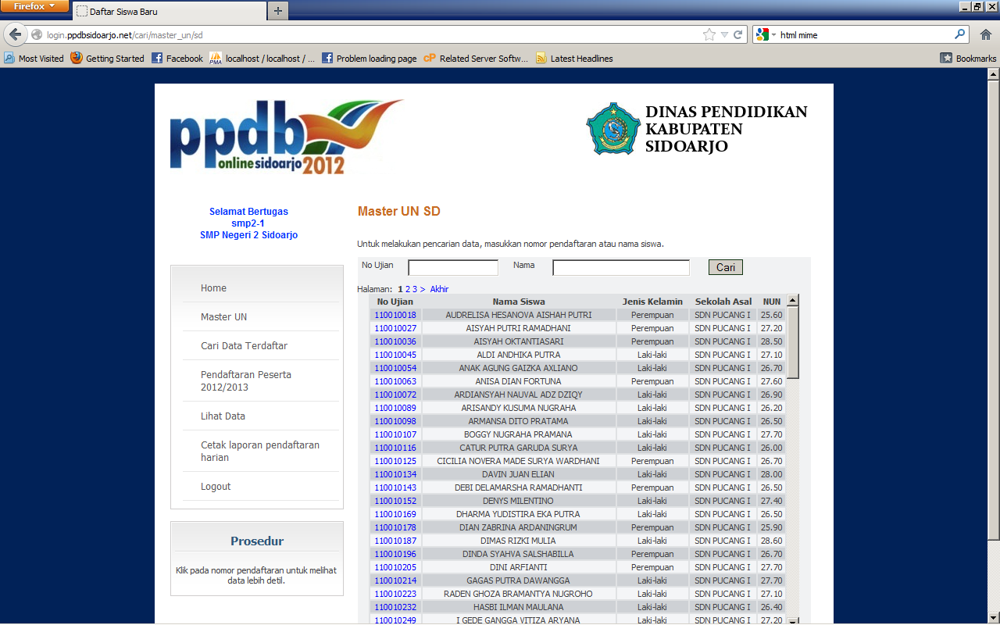 Firefox
Daftar Siswa Baru
login.ppdbsidoarjo.net/cari/master_un/sd
html mime
Most Visited Getting Started Facebook localhost / localhost / ... Problem loading page Related Server Softw... Latest Headlines Bookmarks
ppdb
online sidoarjo 2012
DINAS PENDIDIKAN
KABUPATEN
SIDOARJO
Selamat Bertugas
smp2-1
SMP Negeri 2 Sidoarjo
Home
Master UN
Cari Data Terdaftar
Pendaftaran Peserta
2012/2013
Lihat Data
Cetak laporan pendaftaran
harian
Logout
Prosedur
Klik pada nomor pendaftaran untuk melihat
data lebih detil.
Master UN SD
Untuk melakukan pencarian data, masukkan nomor pendaftaran atau nama siswa.
No Ujian Nama Cari
Halaman: 1 2 3 > Akhir
No Ujian Nama Siswa Jenis Kelamin Sekolah Asal NUN
110010018 AUDRELISA HESANOVA AISHAH PUTRI Perempuan SDN PUCANG I 25.60
110010027 AISYAH PUTRI RAMADHANI Perempuan SDN PUCANG I 27.20
110010036 AISYAH OKTANTIASARI Perempuan SDN PUCANG I 28.50
110010045 ALDI ANDHIKA PUTRA Laki-laki SDN PUCANG I 27.10
110010054 ANAK AGUNG GAIZKA AXLIANO Laki-laki SDN PUCANG I 26.70
110010063 ANISA DIAN FORTUNA Perempuan SDN PUCANG I 27.60
110010072 ARDIANSYAH NAUVAL ADZ DZIQY Laki-laki SDN PUCANG I 26.90
110010089 ARISANDY KUSUMA NUGRAHA Laki-laki SDN PUCANG I 26.20
110010098 ARMANSA DITO PRATAMA Laki-laki SDN PUCANG I 26.50
110010107 BOGGY NUGRAHA PRAMANA Laki-laki SDN PUCANG I 27.70
110010116 CATUR PUTRA GARUDA SURYA Laki-laki SDN PUCANG I 26.00
110010125 CICILIA NOVERA MADE SURYA WARDHANI Perempuan SDN PUCANG I 26.70
110010134 DAVIN JUAN ELIAN Laki-laki SDN PUCANG I 28.00
110010143 DEBI DELAMARSHA RAMADHANTI Perempuan SDN PUCANG I 26.50
110010152 DENYS MILENTINO Laki-laki SDN PUCANG I 27.40
110010169 DHARMA YUDISTIRA EKA PUTRA Laki-laki SDN PUCANG I 26.50
110010178 DIAN ZABRINA ARDANINGRUM Perempuan SDN PUCANG I 25.90
110010187 DIMAS RIZKI MULIA Laki-laki SDN PUCANG I 28.60
110010196 DINDA SYAHVA SALSHABILLA Perempuan SDN PUCANG I 26.70
110010205 DINI ARFIANTI Perempuan SDN PUCANG I 27.70
110010214 GAGAS PUTRA DAWANGGA Laki-laki SDN PUCANG I 27.70
110010223 RADEN GHOZA BRAMANTYA NUGROHO Laki-laki SDN PUCANG I 27.10
110010232 HASBI ILMAN MAULANA Laki-laki SDN PUCANG I 26.40
110010249 I GEDE GANGGA VITIZA ARYANA Laki-laki SDN PUCANG I 27.20